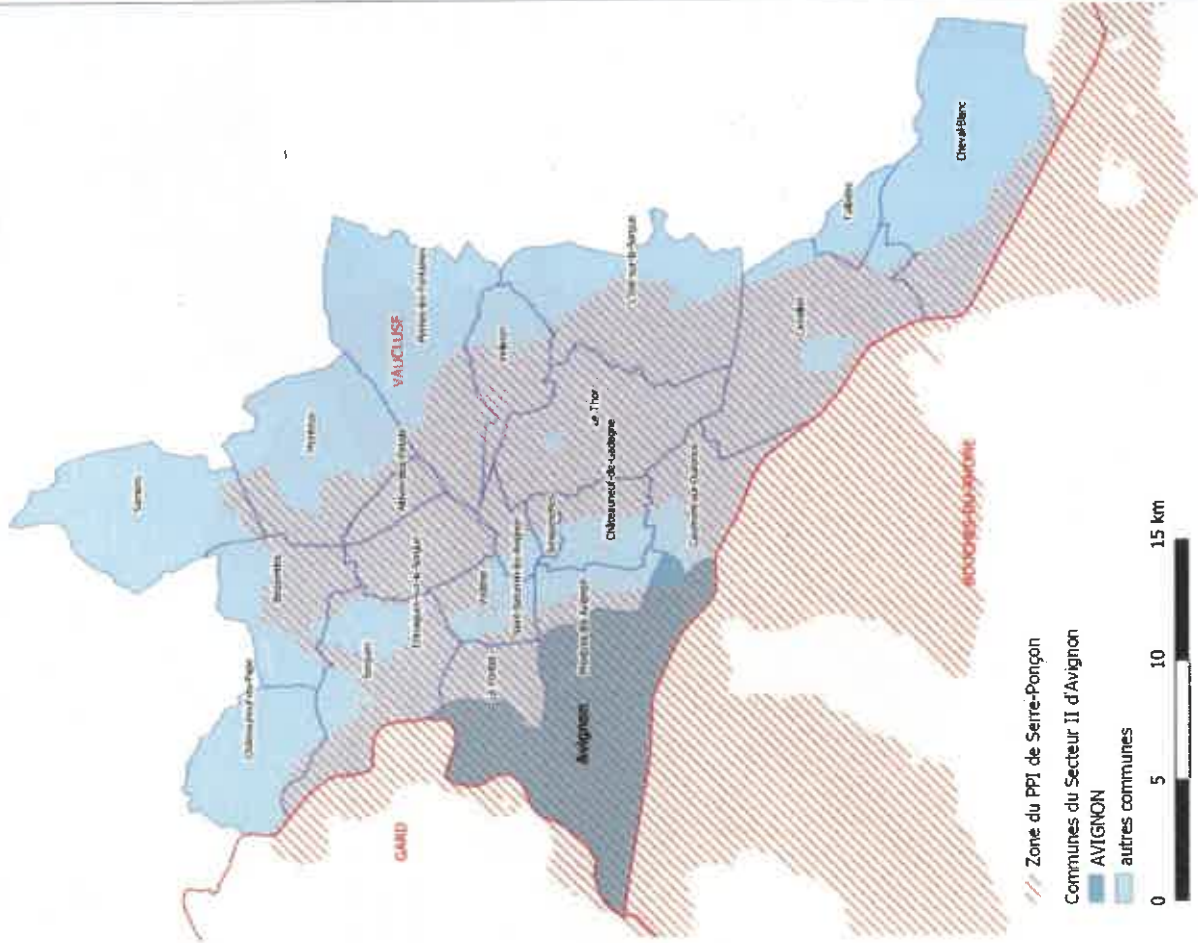 Sarrians
Châteauneuf-du-Pape
Bédarrides
Monteux
VAUCLUSE
Pernes-les-Fontaines
Sorgues
Althen-des-Paluds
Entraigues-sur-la-Sorgue
Velleron
GARD
Le Pontet
Vedène
Saint-Saturnin-lès-Avignon
Jonquerettes
L'Isle-sur-la-Sorgue
Le Thor
Châteauneuf-de-Gadagne
Avignon
Morières-lès-Avignon
Caumont-sur-Durance
Cavaillon
Taillades
Cheval-Blanc
BOUCHES-DU-RHÔNE
Zone du PPI de Serre-Ponçon
Communes du Secteur II d'Avignon
AVIGNON
autres communes
0 5 10 15 km